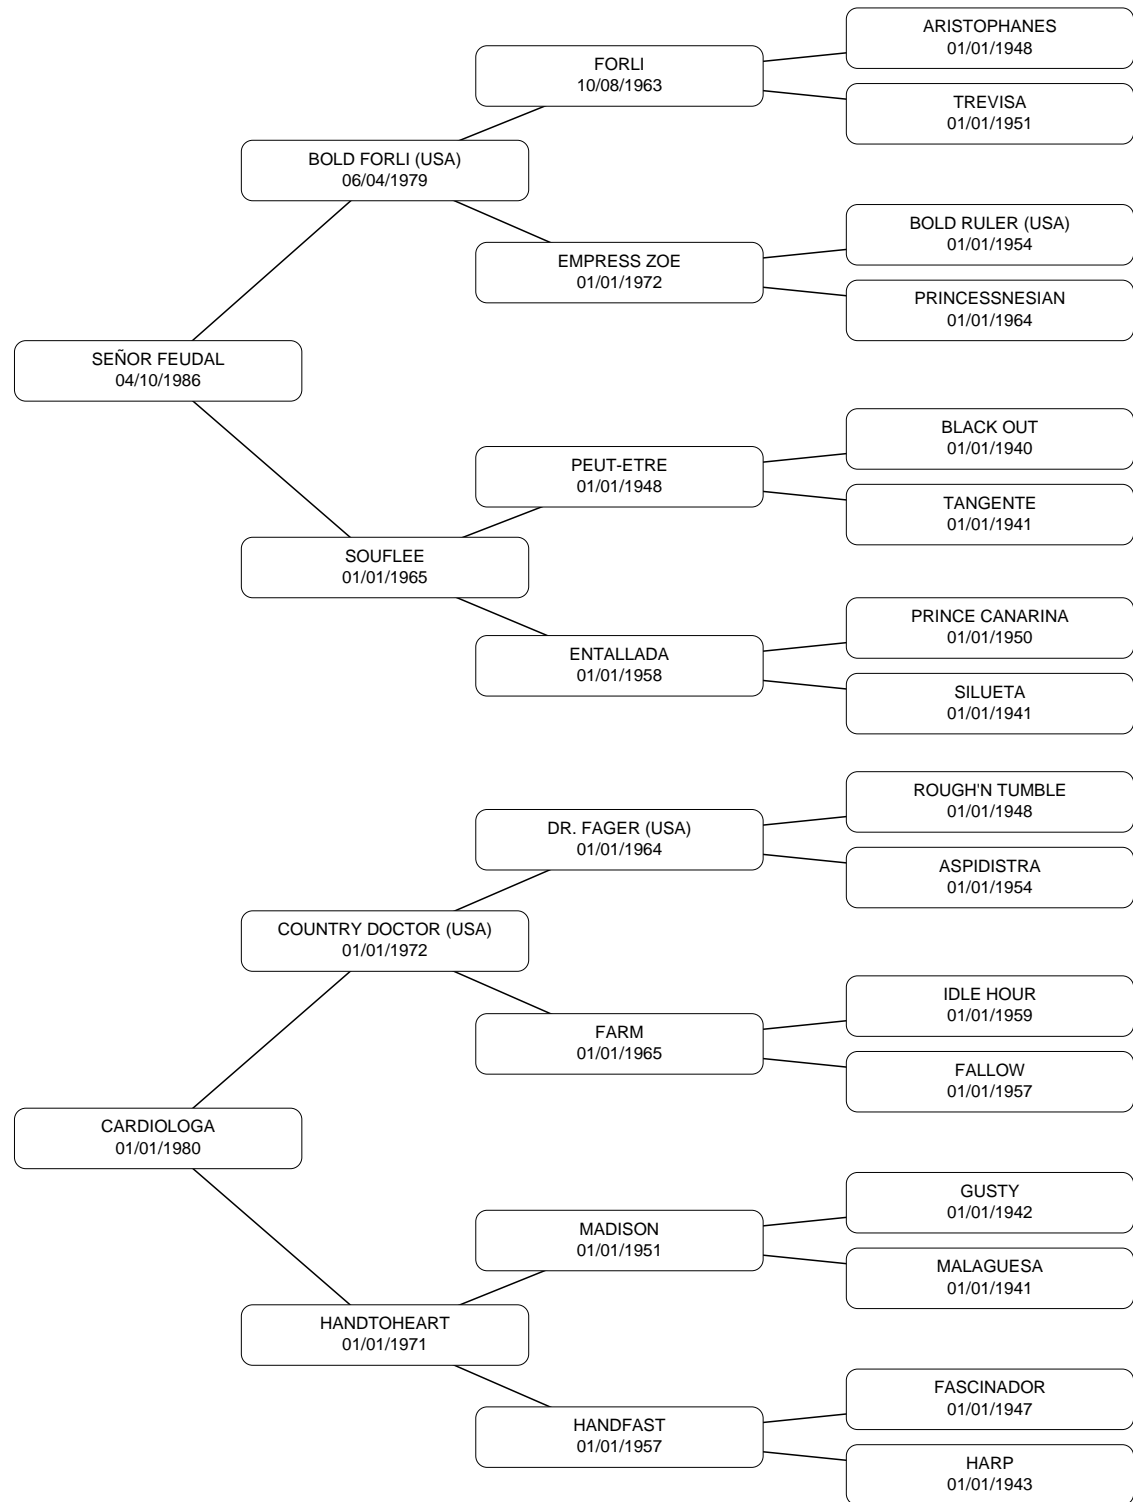 ARISTOPHANES
01/01/1948
FORLI
10/08/1963
TREVISA
01/01/1951
BOLD FORLI (USA)
06/04/1979
BOLD RULER (USA)
01/01/1954
EMPRESS ZOE
01/01/1972
PRINCESSNESIAN
01/01/1964
SEÑOR FEUDAL
04/10/1986
BLACK OUT
01/01/1940
PEUT-ETRE
01/01/1948
TANGENTE
01/01/1941
SOUFLEE
01/01/1965
PRINCE CANARINA
01/01/1950
ENTALLADA
01/01/1958
SILUETA
01/01/1941
ROUGH'N TUMBLE
01/01/1948
DR. FAGER (USA)
01/01/1964
ASPIDISTRA
01/01/1954
COUNTRY DOCTOR (USA)
01/01/1972
IDLE HOUR
01/01/1959
FARM
01/01/1965
FALLOW
01/01/1957
CARDIOLOGA
01/01/1980
GUSTY
01/01/1942
MADISON
01/01/1951
MALAGUESA
01/01/1941
HANDTOHEART
01/01/1971
FASCINADOR
01/01/1947
HANDFAST
01/01/1957
HARP
01/01/1943